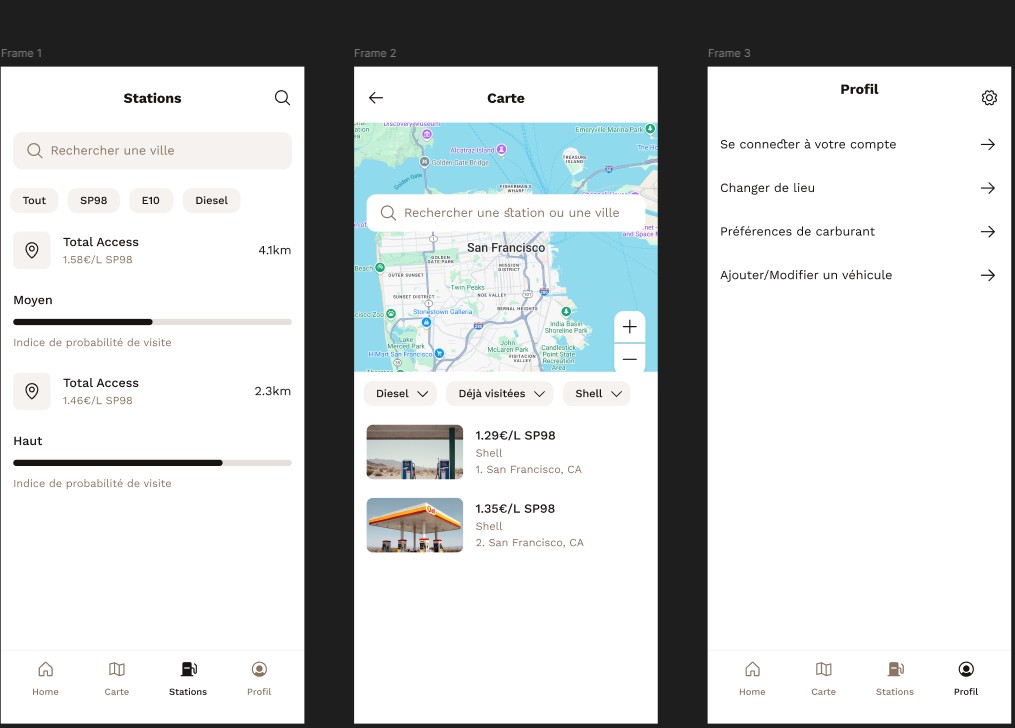 Frame 1
Stations
Rechercher une ville
Tout
SP98
E10
Diesel
Total Access
1.58€/L SP98
4.1km
Moyen
Indice de probabilité de visite
Total Access
1.46€/L SP98
2.3km
Haut
Indice de probabilité de visite
Home
Carte
Stations
Profil
Frame 2
Carte
Discovery Museum
Emeryville Marina Park
Alcatraz Island
Golden Gate Bridge
TREASURE
ISLAND
Golden Gate
FISHERMAN'S
WHARF
Rechercher une station ou une ville
San Francisco
GOLDEN
GATE PARK
MISSION
DISTRICT
Beach
OUTER SUNSET
Twin Peaks
SUNSET DISTRICT
NOE VALLEY
BERNAL HEIGHTS
Stonestown Galleria
India Basin
Shoreline Park
Lake
Merced Park
H Mart San Francisco
John
McLaren Park
VISITACION
VALLEY
Candlestick
Point State
Recreation
Area
Diesel
Déjà visitées
Shell
1.29€/L SP98
Shell
1. San Francisco, CA
1.35€/L SP98
Shell
2. San Francisco, CA
Frame 3
Profil
Se connecter à votre compte
Changer de lieu
Préférences de carburant
Ajouter/Modifier un véhicule
Home
Carte
Stations
Profil